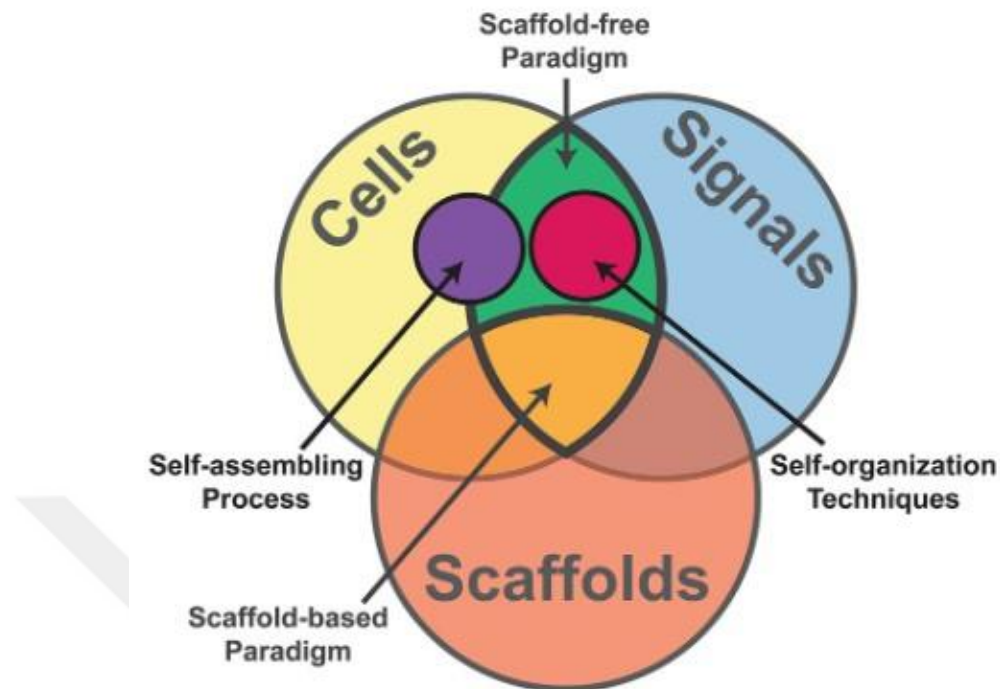 Scaffold-free
Paradigm
Cells
Signals
Self-assembling
Process
Self-organization
Techniques
Scaffolds
Scaffold-based
Paradigm